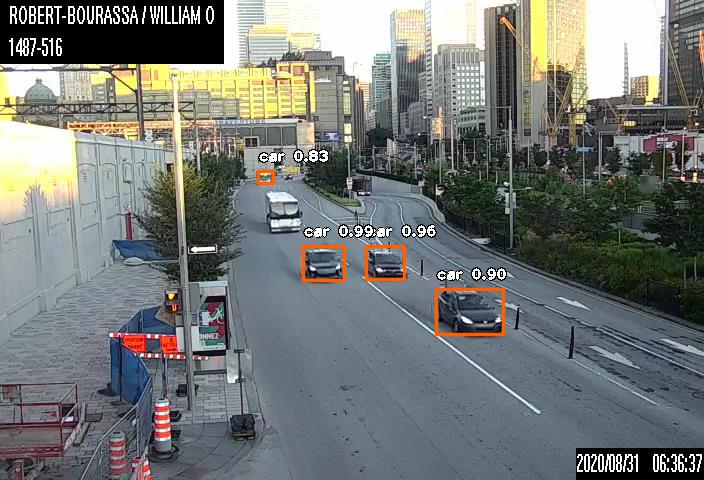 ROBERT-BOURASSA / WILLIAM O
1487-516
car 0.83
car 0.99
car 0.96
car 0.90
2020/08/31 06:36:37